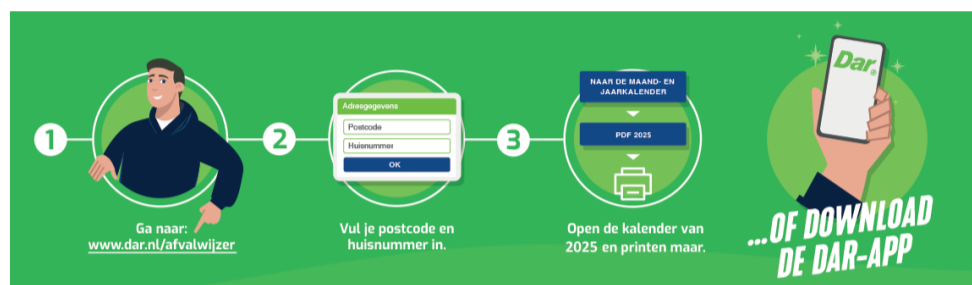 1
Ga naar:
www.dar.nl/afvalwijzer
2
Adresgegevens
Postcode
Huisnummer
OK
Vul je postcode en
huisnummer in.
3
NAAR DE MAAND- EN
JAARKALENDER
PDF 2025
Open de kalender van
2025 en printen maar.
Dar®
...OF DOWNLOAD
DE DAR-APP